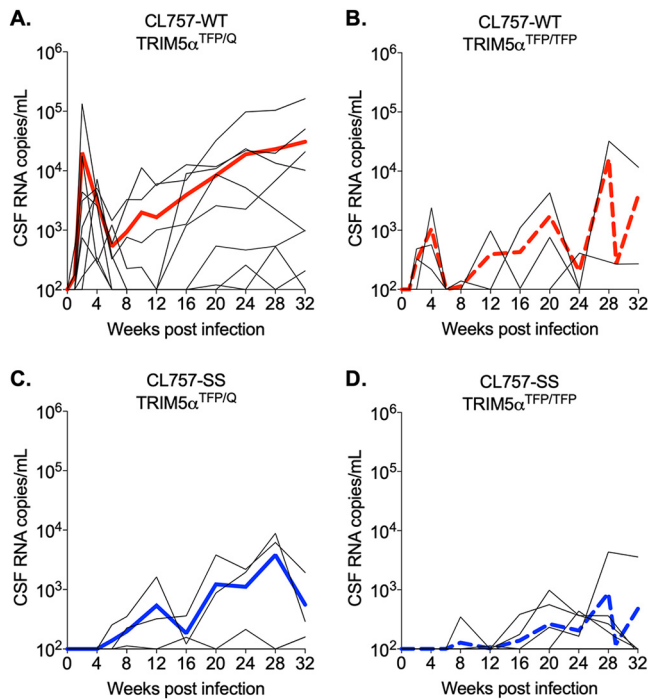 A.
CL757-WT
TRIM5α^TFP/Q
CSF RNA copies/mL
10^6
10^5
10^4
10^3
10^2
0 4 8 12 16 20 24 28 32
Weeks post infection
B.
CL757-WT
TRIM5α^TFP/TFP
CSF RNA copies/mL
10^6
10^5
10^4
10^3
10^2
0 4 8 12 16 20 24 28 32
Weeks post infection
C.
CL757-SS
TRIM5α^TFP/Q
CSF RNA copies/mL
10^6
10^5
10^4
10^3
10^2
0 4 8 12 16 20 24 28 32
Weeks post infection
D.
CL757-SS
TRIM5α^TFP/TFP
CSF RNA copies/mL
10^6
10^5
10^4
10^3
10^2
0 4 8 12 16 20 24 28 32
Weeks post infection